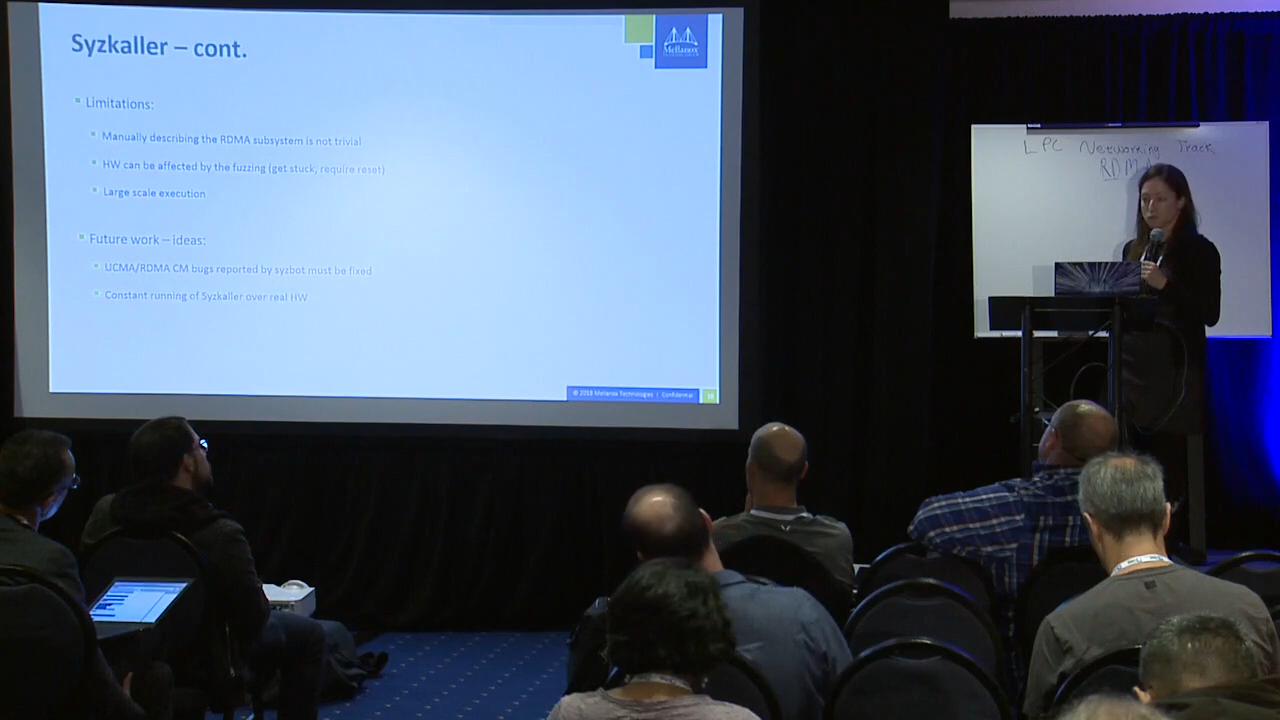 Syzkaller – cont.
Mellanox
Limitations:
Manually describing the RDMA subsystem is not trivial
HW can be affected by the fuzzing (get stuck, require reset)
Large scale execution
Future work – ideas:
UCMA/RDMA CM bugs reported by syzbot must be fixed
Constant running of Syzkaller over real HW
© 2018 Mellanox Technologies | Confidential
LPC Networking Track
RDMA